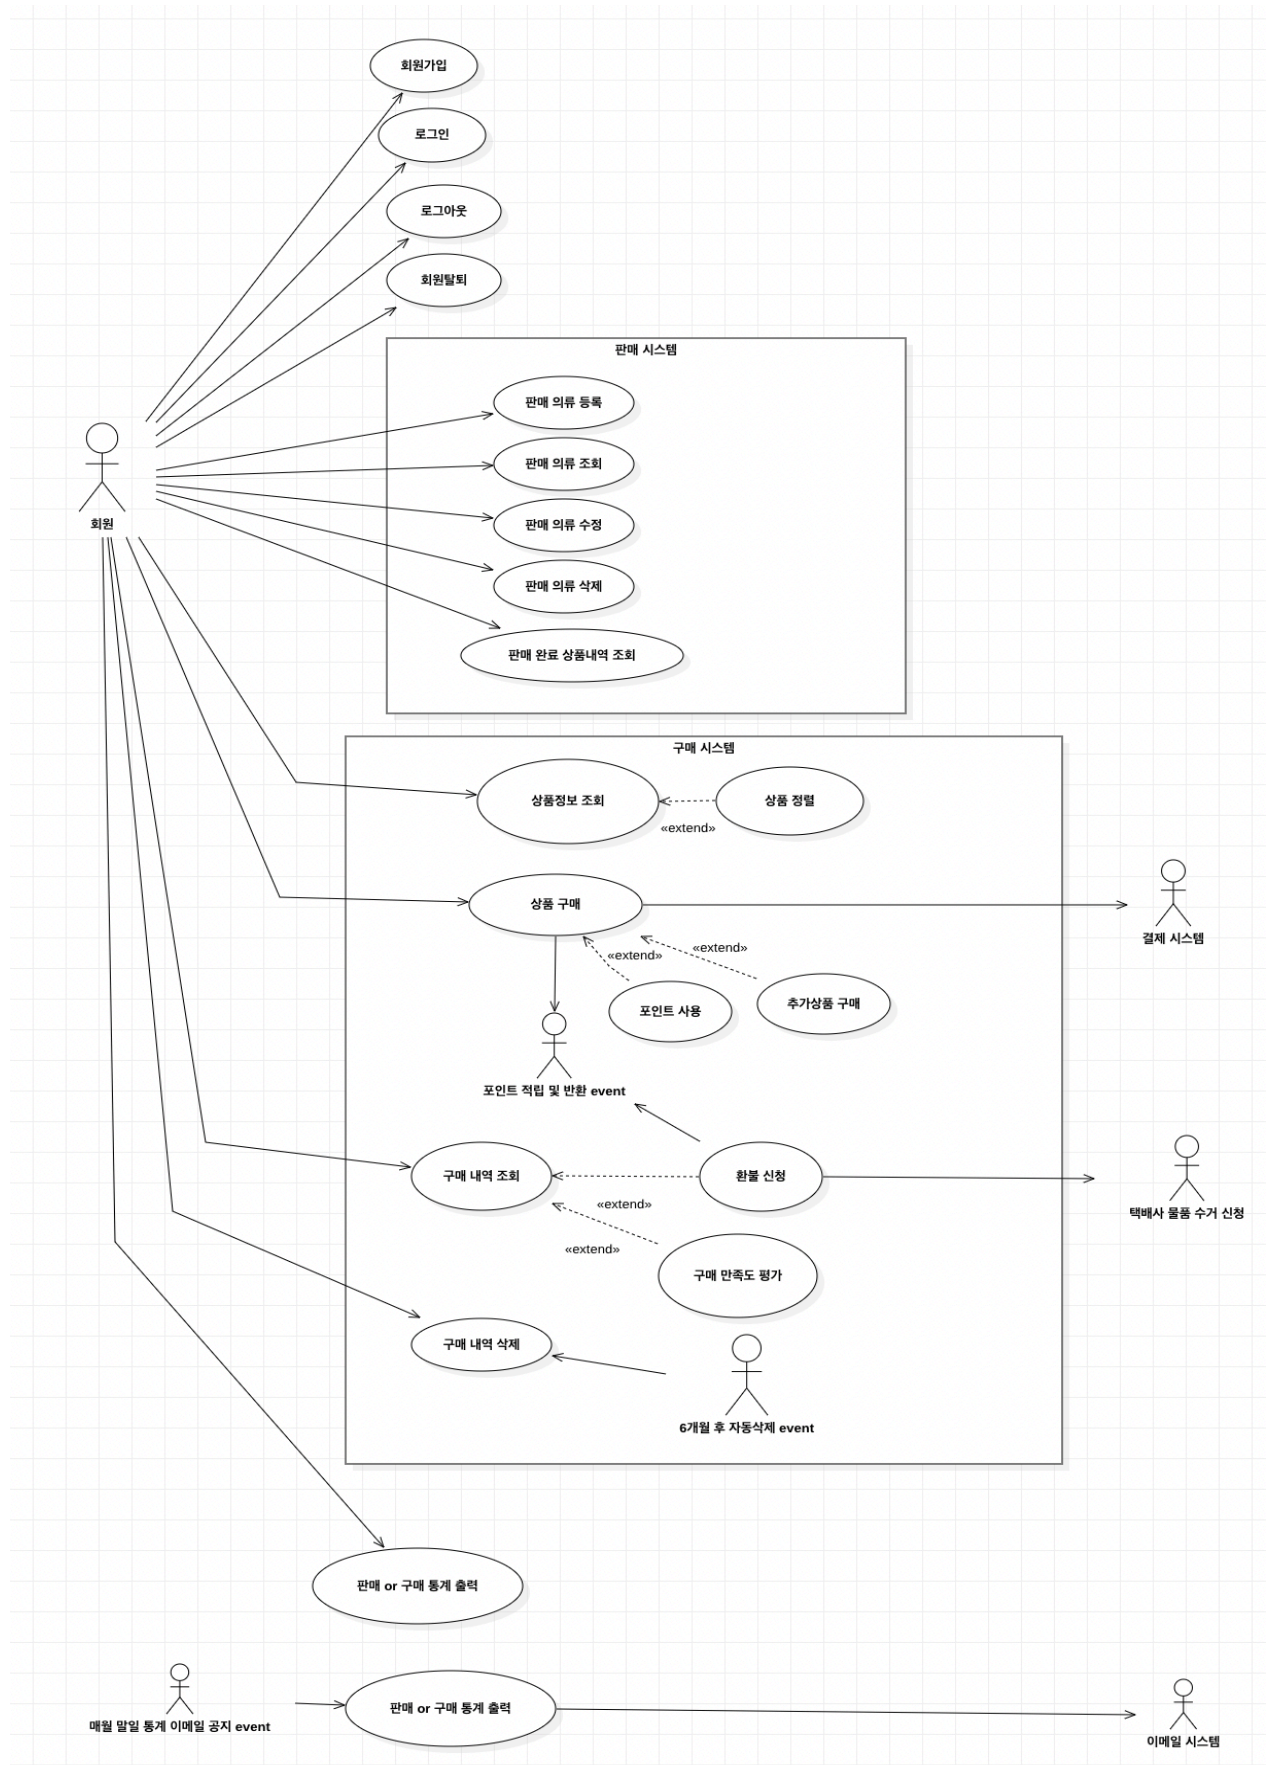 회원가입
로그인
로그아웃
회원탈퇴
판매 시스템
판매 의류 등록
판매 의류 조회
판매 의류 수정
판매 의류 삭제
판매 완료 상품내역 조회
회원
구매 시스템
상품정보 조회
상품 정렬
«extend»
상품 구매
결제 시스템
«extend»
«extend»
포인트 사용
추가상품 구매
포인트 적립 및 반환 event
구매 내역 조회
환불 신청
택배사 물품 수거 신청
«extend»
«extend»
구매 만족도 평가
구매 내역 삭제
6개월 후 자동삭제 event
판매 or 구매 통계 출력
매월 말일 통계 이메일 공지 event
판매 or 구매 통계 출력
이메일 시스템